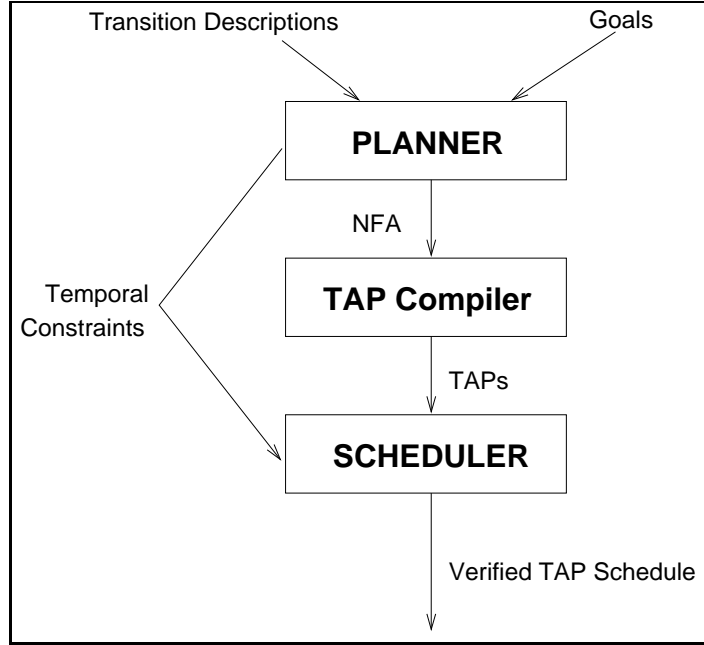 Transition Descriptions
Goals
PLANNER
NFA
TAP Compiler
Temporal
Constraints
TAPs
SCHEDULER
Verified TAP Schedule